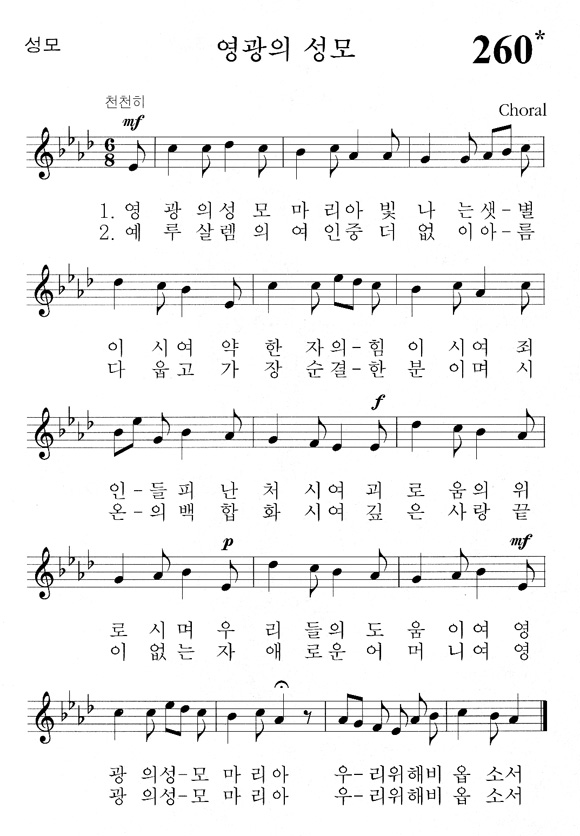 성모 영광의 성모 260*
천천히
mf
Choral
1. 영 광 의성 모 마 리아 빛 나 는샛-별
2. 예 루 살렘 의 여 인중 더 없 이아-름
이 시여 약 한 자의-힘 이 시여 죄
다 웁고 가 장 순결-한 분 이며 시
f
인-들피 난 처 시여 괴 로 움의 위
온-의백 합 화 시여 깊 은 사랑 끝
p mf
로 시며 우 리 들의 도 움 이여 영
이 없는 자 애 로운 어 머 니여 영
광 의성-모 마 리아 우-리위해비 옵 소서
광 의성-모 마 리아 우-리위해비 옵 소서